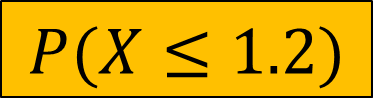 P(X ≤ 1.2)